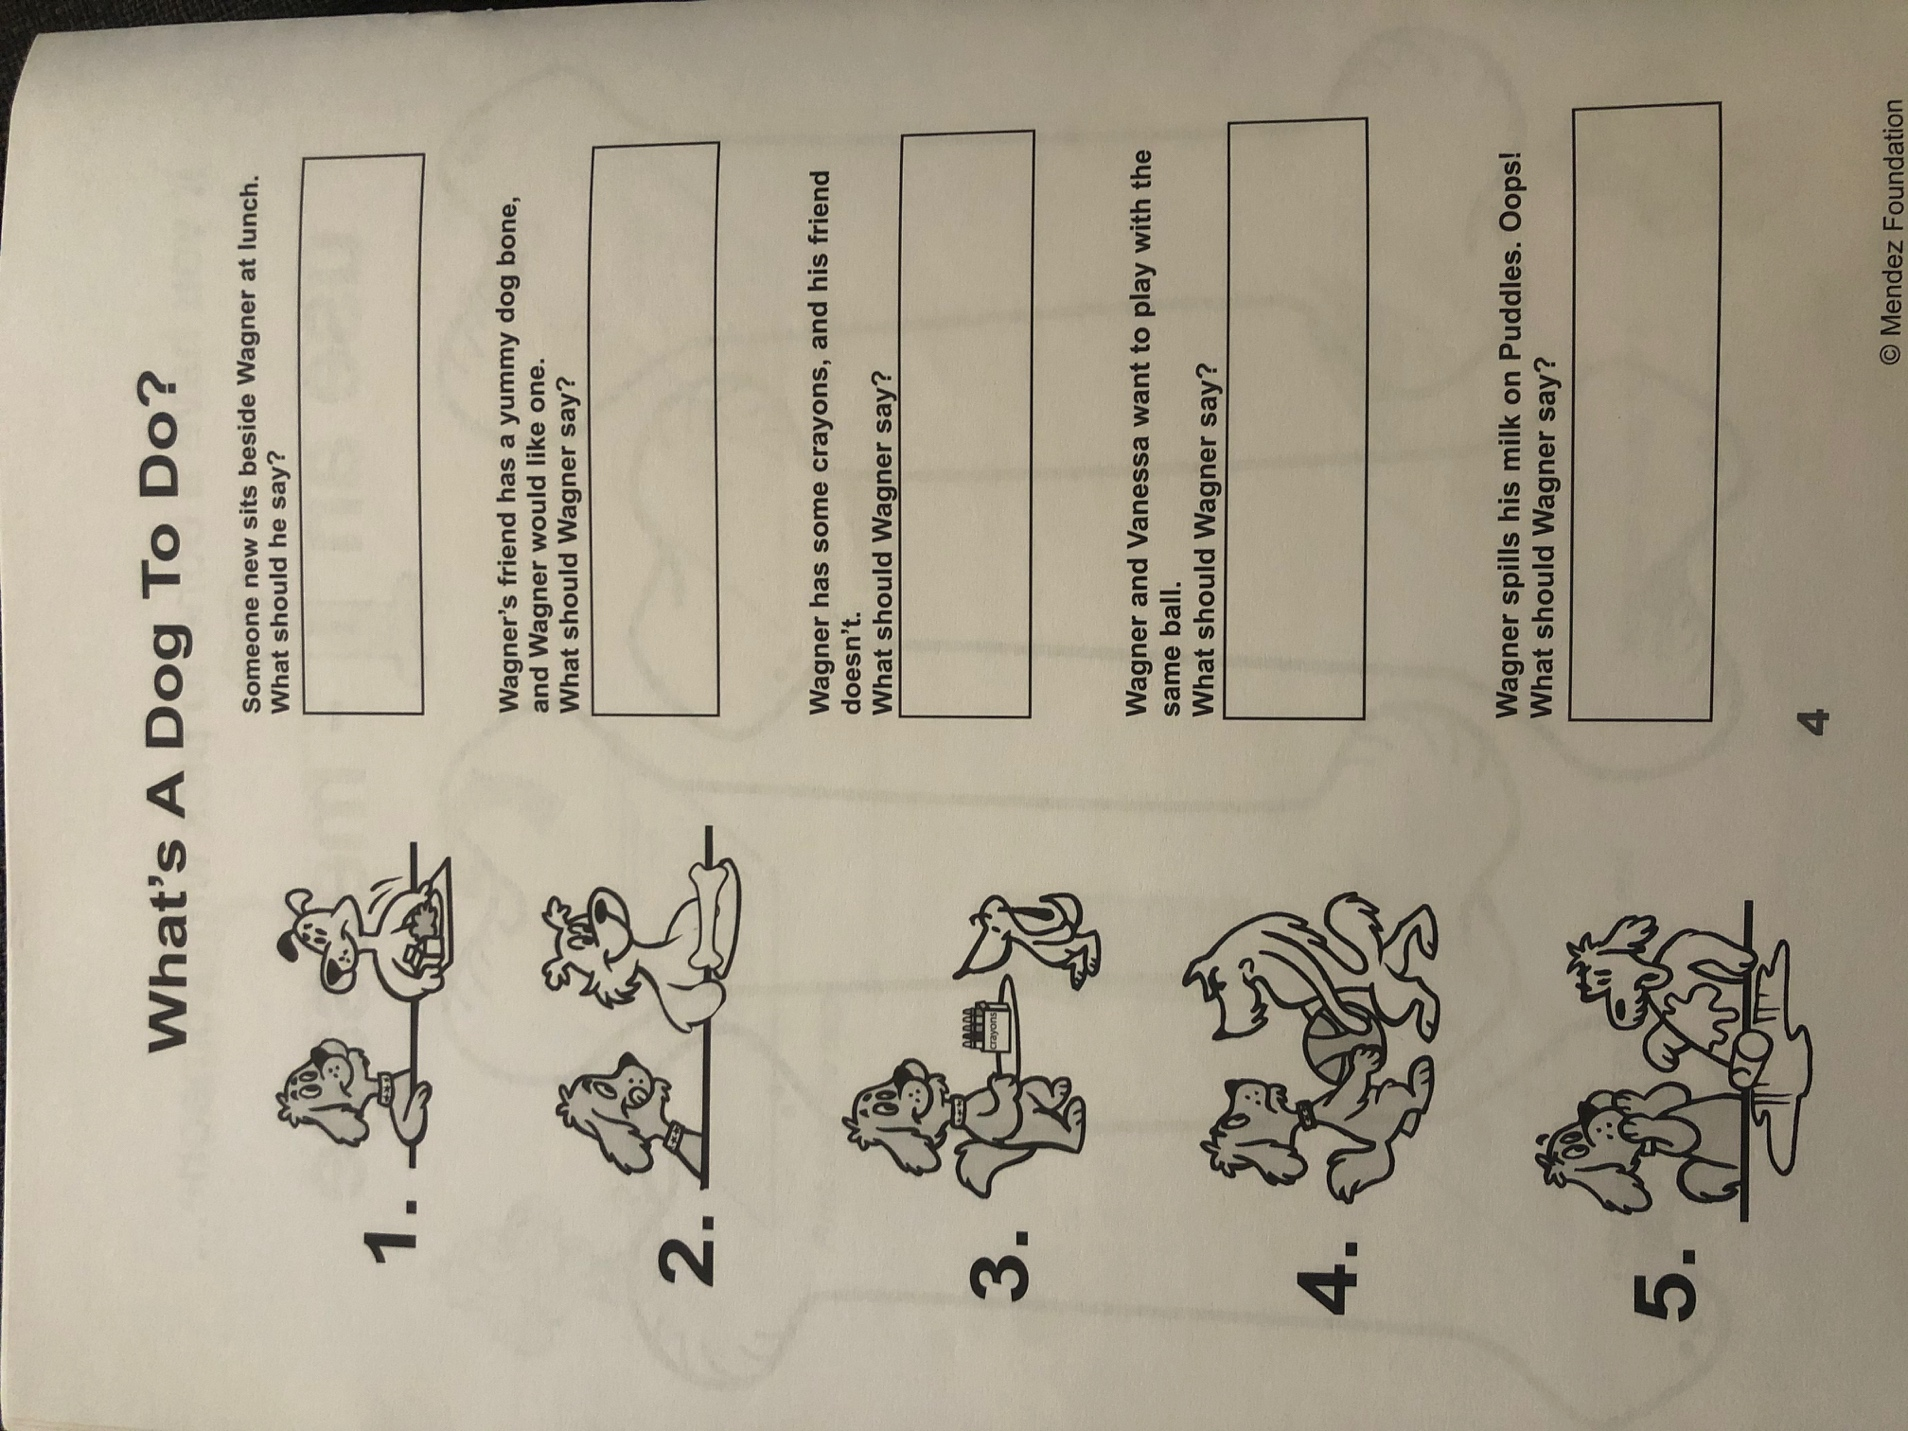 What's A Dog To Do?
1.
Someone new sits beside Wagner at lunch.
What should he say?
2.
Wagner's friend has a yummy dog bone,
and Wagner would like one.
What should Wagner say?
3.
crayons
Wagner has some crayons, and his friend
doesn't.
What should Wagner say?
4.
Wagner and Vanessa want to play with the
same ball.
What should Wagner say?
5.
Wagner spills his milk on Puddles. Oops!
What should Wagner say?
4
© Mendez Foundation